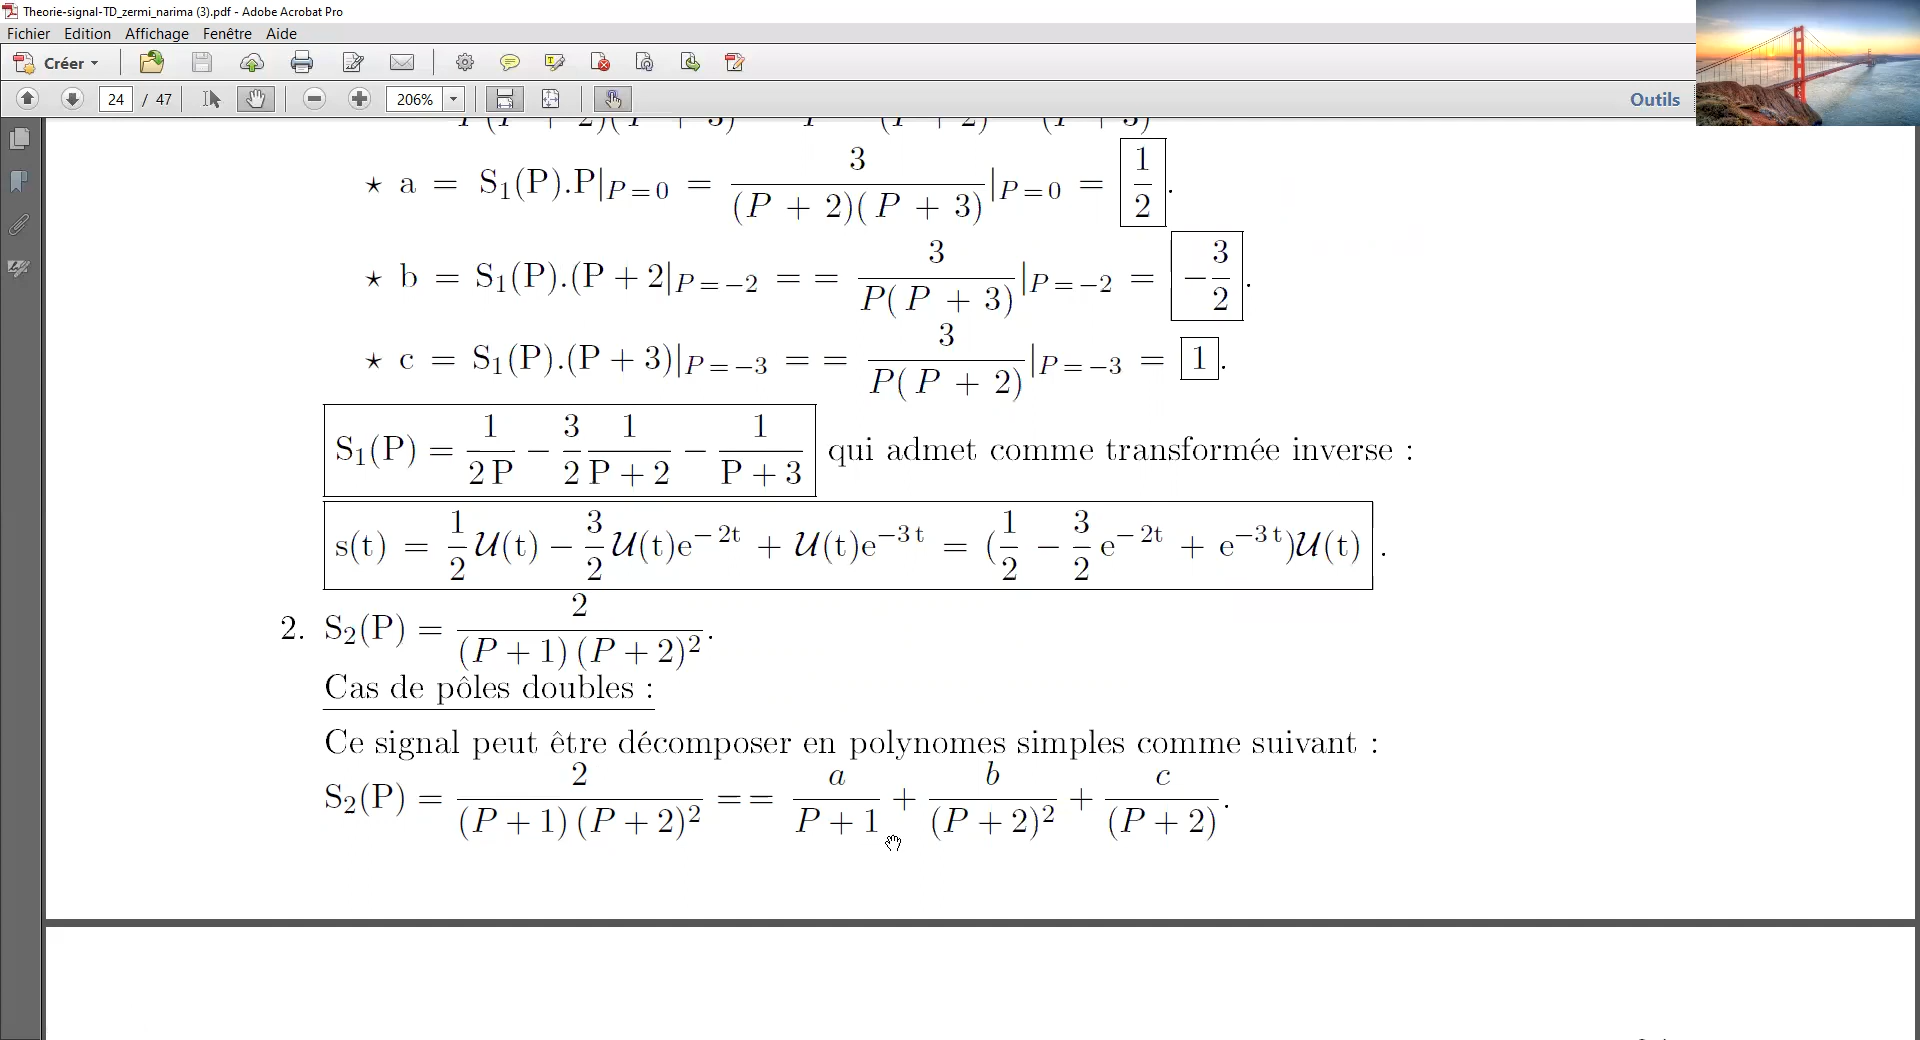 Theorie-signal-TD_zermi_narima (3).pdf - Adobe Acrobat Pro
Fichier Edition Affichage Fenêtre Aide
Créer
24 / 47 206% Outils
P (P + 2)(P + 3) P (P + 2) (P + 3)
⋆ a = S₁(P).P|P=0 = 3/((P + 2)(P + 3))|P=0 = 1/2.
⋆ b = S₁(P).(P + 2|P=−2 = = 3/(P(P + 3))|P=−2 = −3/2.
⋆ c = S₁(P).(P + 3)|P=−3 = = 3/(P(P + 2))|P=−3 = 1.
S₁(P) = 1/(2 P) − 3/2 1/(P + 2) − 1/(P + 3) qui admet comme transformée inverse :
s(t) = 1/2 𝒰(t) − 3/2 𝒰(t)e^(−2t) + 𝒰(t)e^(−3t) = (1/2 − 3/2 e^(−2t) + e^(−3t))𝒰(t).
2. S₂(P) = 2/((P + 1)(P + 2)²).
Cas de pôles doubles :
Ce signal peut être décomposer en polynomes simples comme suivant :
S₂(P) = 2/((P + 1)(P + 2)²) = = a/(P + 1) + b/(P + 2)² + c/(P + 2).